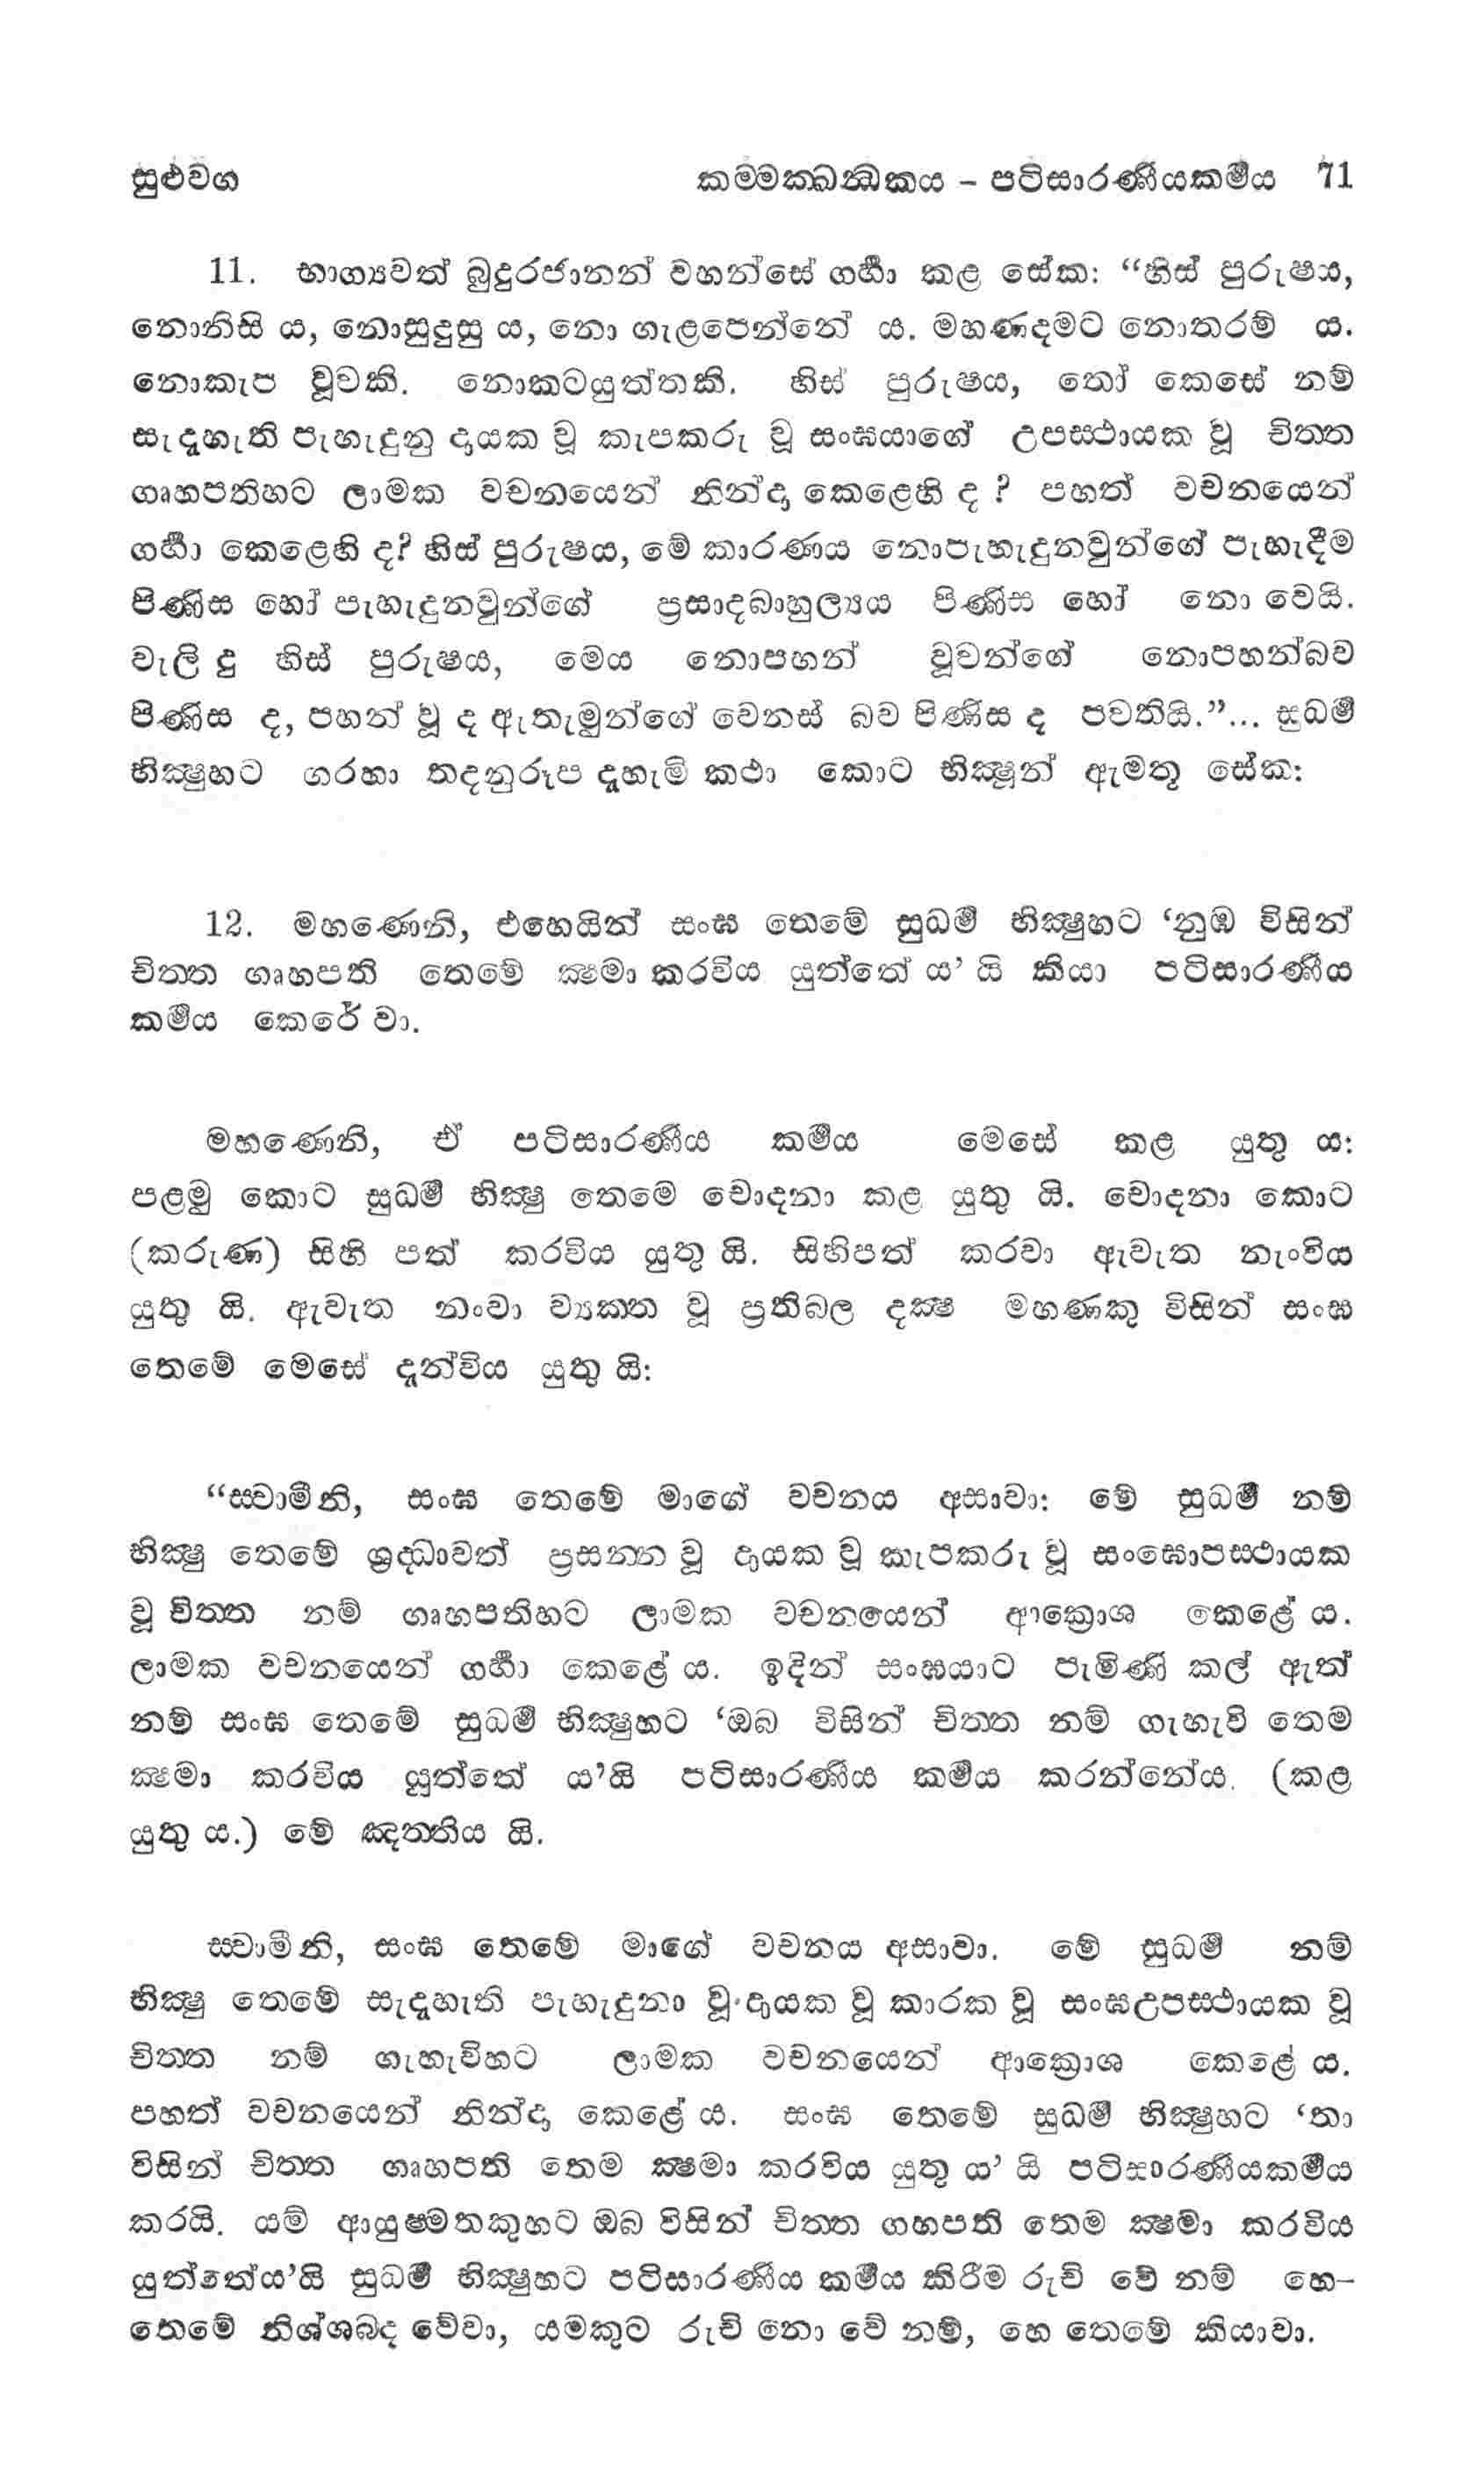 සුළුවග කම්මක්ඛන්ධකය – පටිසාරණීයකර්මය 71
11. භාග්‍යවත් බුදුරජානන් වහන්සේ ගර්හා කළ සේක: “හිස් පුරුෂය,
නොනිසි ය, නොසුදුසු ය, නො ගැළපෙන්නේ ය. මහණදමට නොතරම් ය.
නොකැප වූවකි. නොකටයුත්තකි. හිස් පුරුෂය, තෝ කෙසේ නම්
සැදැහැති පැහැදුනු දායක වූ කැපකරු වූ සංඝයාගේ උපස්ථායක වූ චිත්ත
ගෘහපතිහට ලාමක වචනයෙන් නින්දා කෙළෙහි ද? පහත් වචනයෙන්
ගර්හා කෙළෙහි ද? හිස් පුරුෂය, මේ කාරණය නොපැහැදුනවුන්ගේ පැහැදීම
පිණිස හෝ පැහැදුනවුන්ගේ ප්‍රසාදබාහුල්‍යය පිණිස හෝ නො වෙයි.
වැලි දු හිස් පුරුෂය, මෙය නොපහන් වූවන්ගේ නොපහන්බව
පිණිස ද, පහන් වූ ද ඇතැමුන්ගේ වෙනස් බව පිණිස ද පවතියි.”... සුධර්ම
භික්‍ෂුහට ගරහා තදනුරූප දැහැමි කථා කොට භික්‍ෂූන් ඇමතූ සේක:
12. මහණෙනි, එහෙයින් සංඝ තෙමේ සුධර්ම භික්‍ෂුහට ‘නුඹ විසින්
චිත්ත ගෘහපති තෙමේ ක්‍ෂමා කරවිය යුත්තේ ය’ යි කියා පටිසාරණීය
කර්මය කෙරේ වා.
මහණෙනි, ඒ පටිසාරණීය කර්මය මෙසේ කළ යුතු ය:
පළමු කොට සුධර්ම භික්‍ෂු තෙමෙ චොදනා කළ යුතු යි. චොදනා කොට
(කරුණ) සිහි පත් කරවිය යුතු යි. සිහිපත් කරවා ඇවැත නැංවිය
යුතු යි. ඇවැත නංවා ව්‍යක්ත වූ ප්‍රතිබල දක්‍ෂ මහණකු විසින් සංඝ
තෙමේ මෙසේ දැන්විය යුතු යි:
“ස්වාමීනි, සංඝ තෙමේ මාගේ වචනය අසාවා: මේ සුධර්ම නම්
භික්‍ෂු තෙමේ ශ්‍රද්ධාවත් ප්‍රසන්න වූ දායක වූ කැපකරු වූ සංඝොපස්ථායක
වූ චිත්ත නම් ගෘහපතිහට ලාමක වචනයෙන් ආක්‍රොශ කෙළේ ය.
ලාමක වචනයෙන් ගර්හා කෙළේ ය. ඉදින් සංඝයාට පැමිණි කල් ඇත්
නම් සංඝ තෙමේ සුධර්ම භික්‍ෂුහට ‘ඔබ විසින් චිත්ත නම් ගැහැවි තෙම
ක්‍ෂමා කරවිය යුත්තේ ය’යි පටිසාරණීය කර්මය කරන්නේය. (කළ
යුතු ය.) මේ ඤත්තිය යි.
ස්වාමීනි, සංඝ තෙමේ මාගේ වචනය අසාවා. මේ සුධර්ම නම්
භික්‍ෂු තෙමේ සැදැහැති පැහැදුනා වූ දායක වූ කාරක වූ සංඝඋපස්ථායක වූ
චිත්ත නම් ගැහැවිහට ලාමක වචනයෙන් ආක්‍රොශ කෙළේ ය.
පහත් වචනයෙන් නින්දා කෙළේ ය. සංඝ තෙමේ සුධර්ම භික්‍ෂුහට ‘තා
විසින් චිත්ත ගෘහපති තෙම ක්‍ෂමා කරවිය යුතු ය’ යි පටිසාරණීයකර්මය
කරයි. යම් ආයුෂ්මතකුහට ඔබ විසින් චිත්ත ගහපති තෙම ක්‍ෂමා කරවිය
යුත්තේය’යි සුධර්ම භික්‍ෂුහට පටිසාරණීය කර්මය කිරීම රුචි වේ නම් හෙ–
තෙමේ නිශ්ශබ්ද වේවා, යමකුට රුචි නො වේ නම්, හෙ තෙමේ කියාවා.